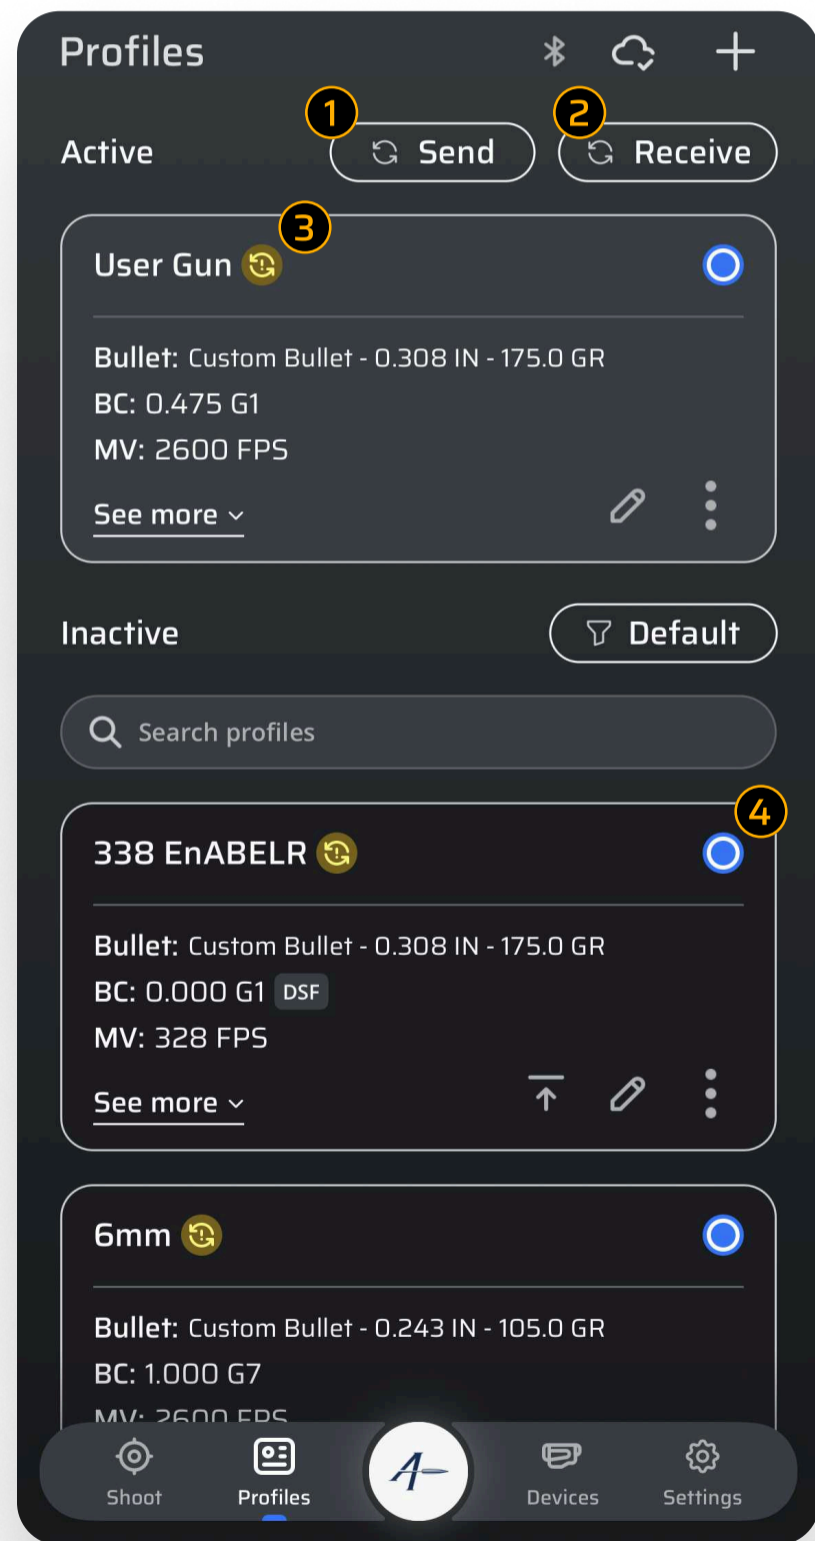 Profiles
1
2
Active
Send
Receive
3
User Gun
Bullet: Custom Bullet - 0.308 IN - 175.0 GR
BC: 0.475 G1
MV: 2600 FPS
See more
Inactive
Default
Search profiles
4
338 EnABELR
Bullet: Custom Bullet - 0.308 IN - 175.0 GR
BC: 0.000 G1 DSF
MV: 328 FPS
See more
6mm
Bullet: Custom Bullet - 0.243 IN - 105.0 GR
BC: 1.000 G7
MV: 2600 FPS
A
Shoot
Profiles
Devices
Settings